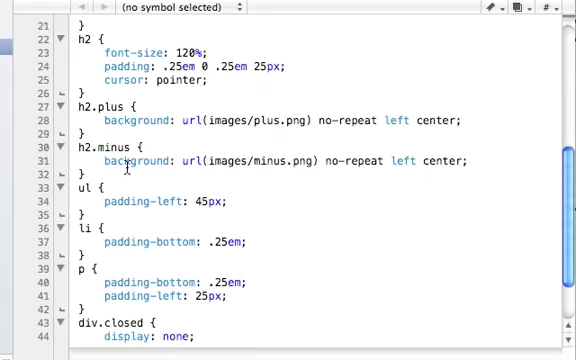 (no symbol selected)
#
21 }
22 h2 {
23 font-size: 120%;
24 padding: .25em 0 .25em 25px;
25 cursor: pointer;
26 }
27 h2.plus {
28 background: url(images/plus.png) no-repeat left center;
29 }
30 h2.minus {
31 background: url(images/minus.png) no-repeat left center;
32 }
33 ul {
34 padding-left: 45px;
35 }
36 li {
37 padding-bottom: .25em;
38 }
39 p {
40 padding-bottom: .25em;
41 padding-left: 25px;
42 }
43 div.closed {
44 display: none;